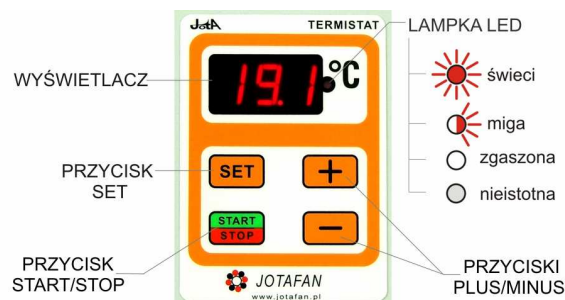 JotA
TERMISTAT
LAMPKA LED
WYŚWIETLACZ
19.1
°C
świeci
miga
zgaszona
nieistotna
PRZYCISK
SET
SET
+
START
STOP
−
PRZYCISK
START/STOP
PRZYCISKI
PLUS/MINUS
JOTAFAN
www.jotafan.pl